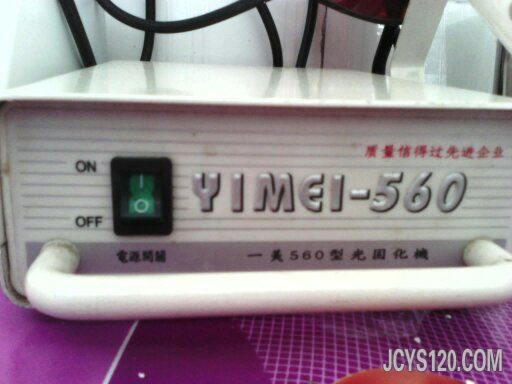 质量信得过先进企业
ON
YIMEI-560
OFF
電源開關
一美560型光固化機
JCYS120.COM